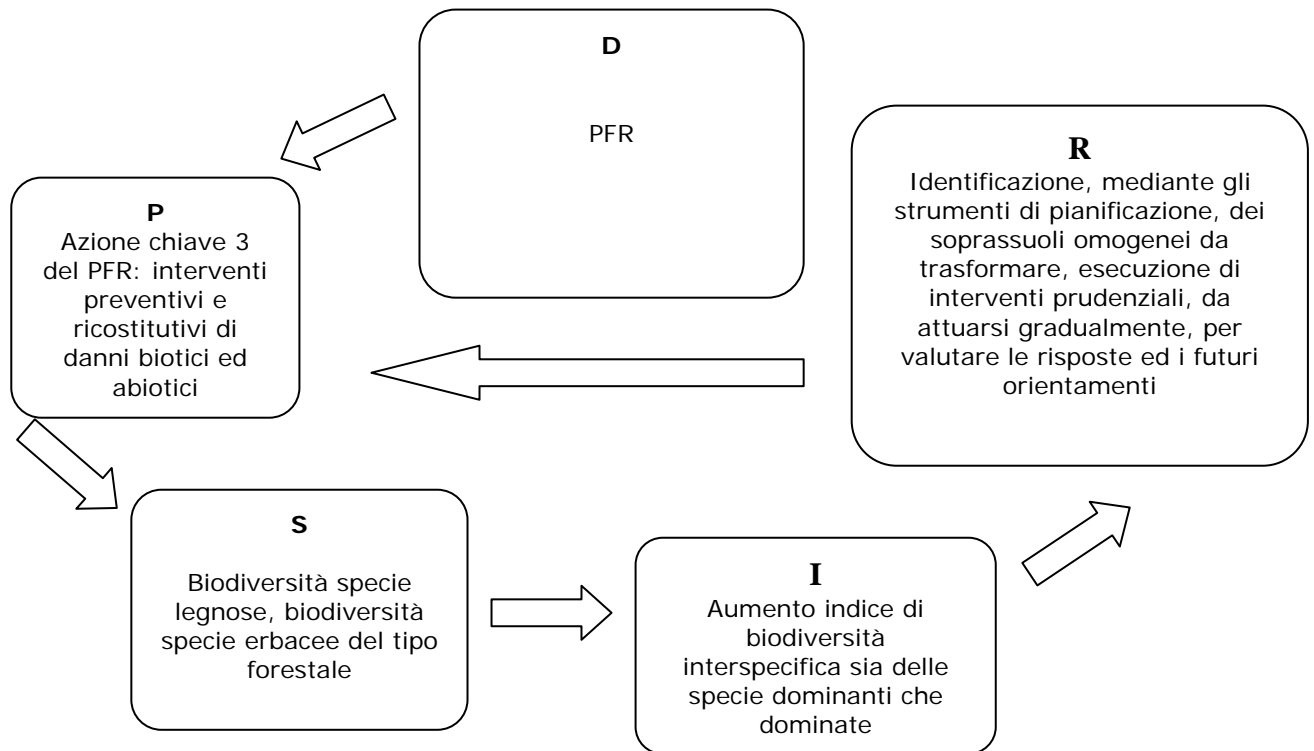 D
PFR
P
Azione chiave 3
del PFR: interventi
preventivi e
ricostitutivi di
danni biotici ed
abiotici
R
Identificazione, mediante gli
strumenti di pianificazione, dei
soprassuoli omogenei da
trasformare, esecuzione di
interventi prudenziali, da
attuarsi gradualmente, per
valutare le risposte ed i futuri
orientamenti
S
Biodiversità specie
legnose, biodiversità
specie erbacee del tipo
forestale
I
Aumento indice di
biodiversità
interspecifica sia delle
specie dominanti che
dominate